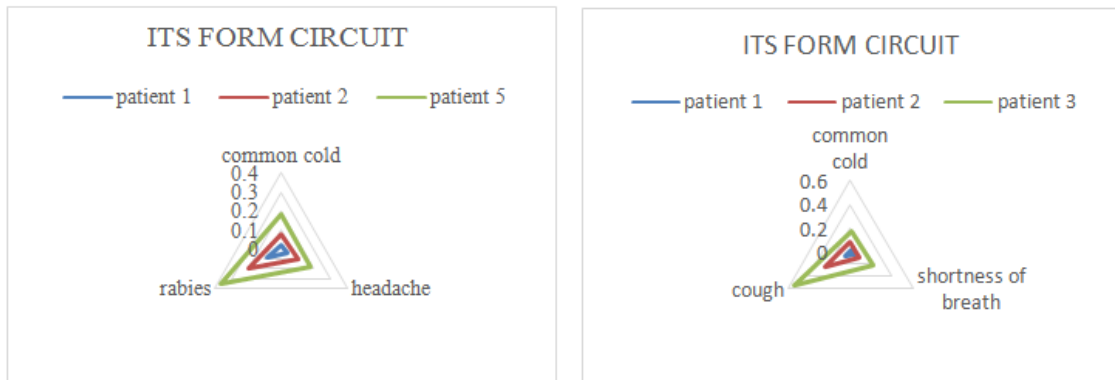 ITS FORM CIRCUIT
patient 1 patient 2 patient 5
common cold
0.4
0.3
0.2
0.1
0
rabies
headache
ITS FORM CIRCUIT
patient 1 patient 2 patient 3
common
cold
0.6
0.4
0.2
0
cough
shortness of
breath